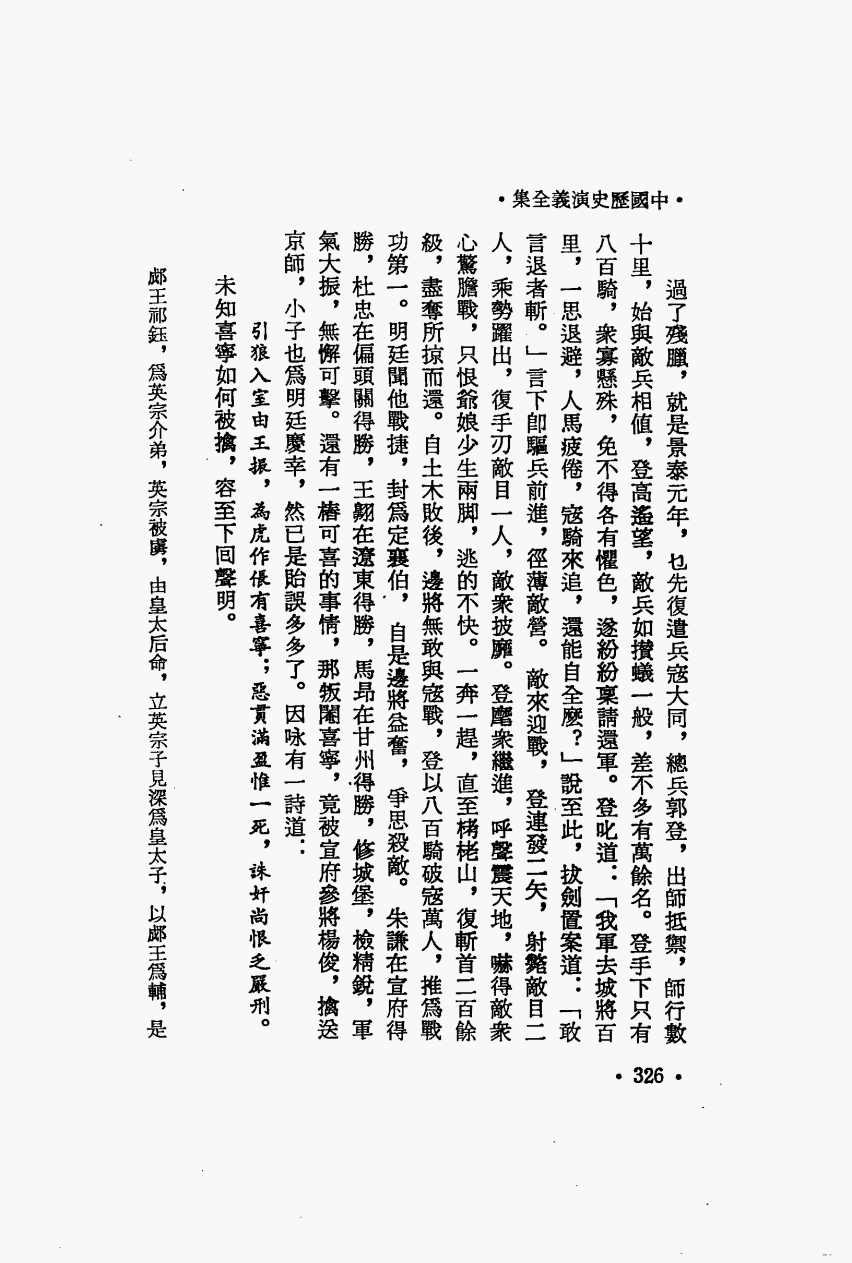 •中國歷史演義全集•
過了殘臘，就是景泰元年，乜先復遣兵寇大同，總兵郭登，出師抵禦，師行數
十里，始與敵兵相値，登高遙望，敵兵如攢蟻一般，差不多有萬餘名。登手下只有
八百騎，衆寡懸殊，免不得各有懼色，遂紛紛稟請還軍。登叱道：「我軍去城將百
里，一思退避，人馬疲倦，寇騎來追，還能自全麽？」說至此，拔劍置案道：「敢
言退者斬。」言下卽驅兵前進，徑薄敵營。敵來迎戰，登連發二矢，射斃敵目二
人，乘勢躍出，復手刃敵目一人，敵衆披靡。登麾衆繼進，呼聲震天地，嚇得敵衆
心驚膽戰，只恨爺娘少生兩脚，逃的不快。一奔一趕，直至栲栳山，復斬首二百餘
級，盡奪所掠而還。自土木敗後，邊將無敢與寇戰，登以八百騎破寇萬人，推爲戰
功第一。明廷聞他戰捷，封爲定襄伯，自是邊將益奮，爭思殺敵。朱謙在宣府得
勝，杜忠在偏頭關得勝，王翺在遼東得勝，馬昂在甘州得勝，修城堡，檢精銳，軍
氣大振，無懈可擊。還有一樁可喜的事情，那叛閹喜寧，竟被宣府參將楊俊，擒送
京師，小子也爲明廷慶幸，然已是貽誤多多了。因咏有一詩道：
引狼入室由王振，爲虎作倀有喜寧；惡貫滿盈惟一死，誅奸尚恨乏嚴刑。
未知喜寧如何被擒，容至下回聲明。
郕王祁鈺，爲英宗介弟，英宗被虜，由皇太后命，立英宗子見深爲皇太子，以郕王爲輔，是
•326•